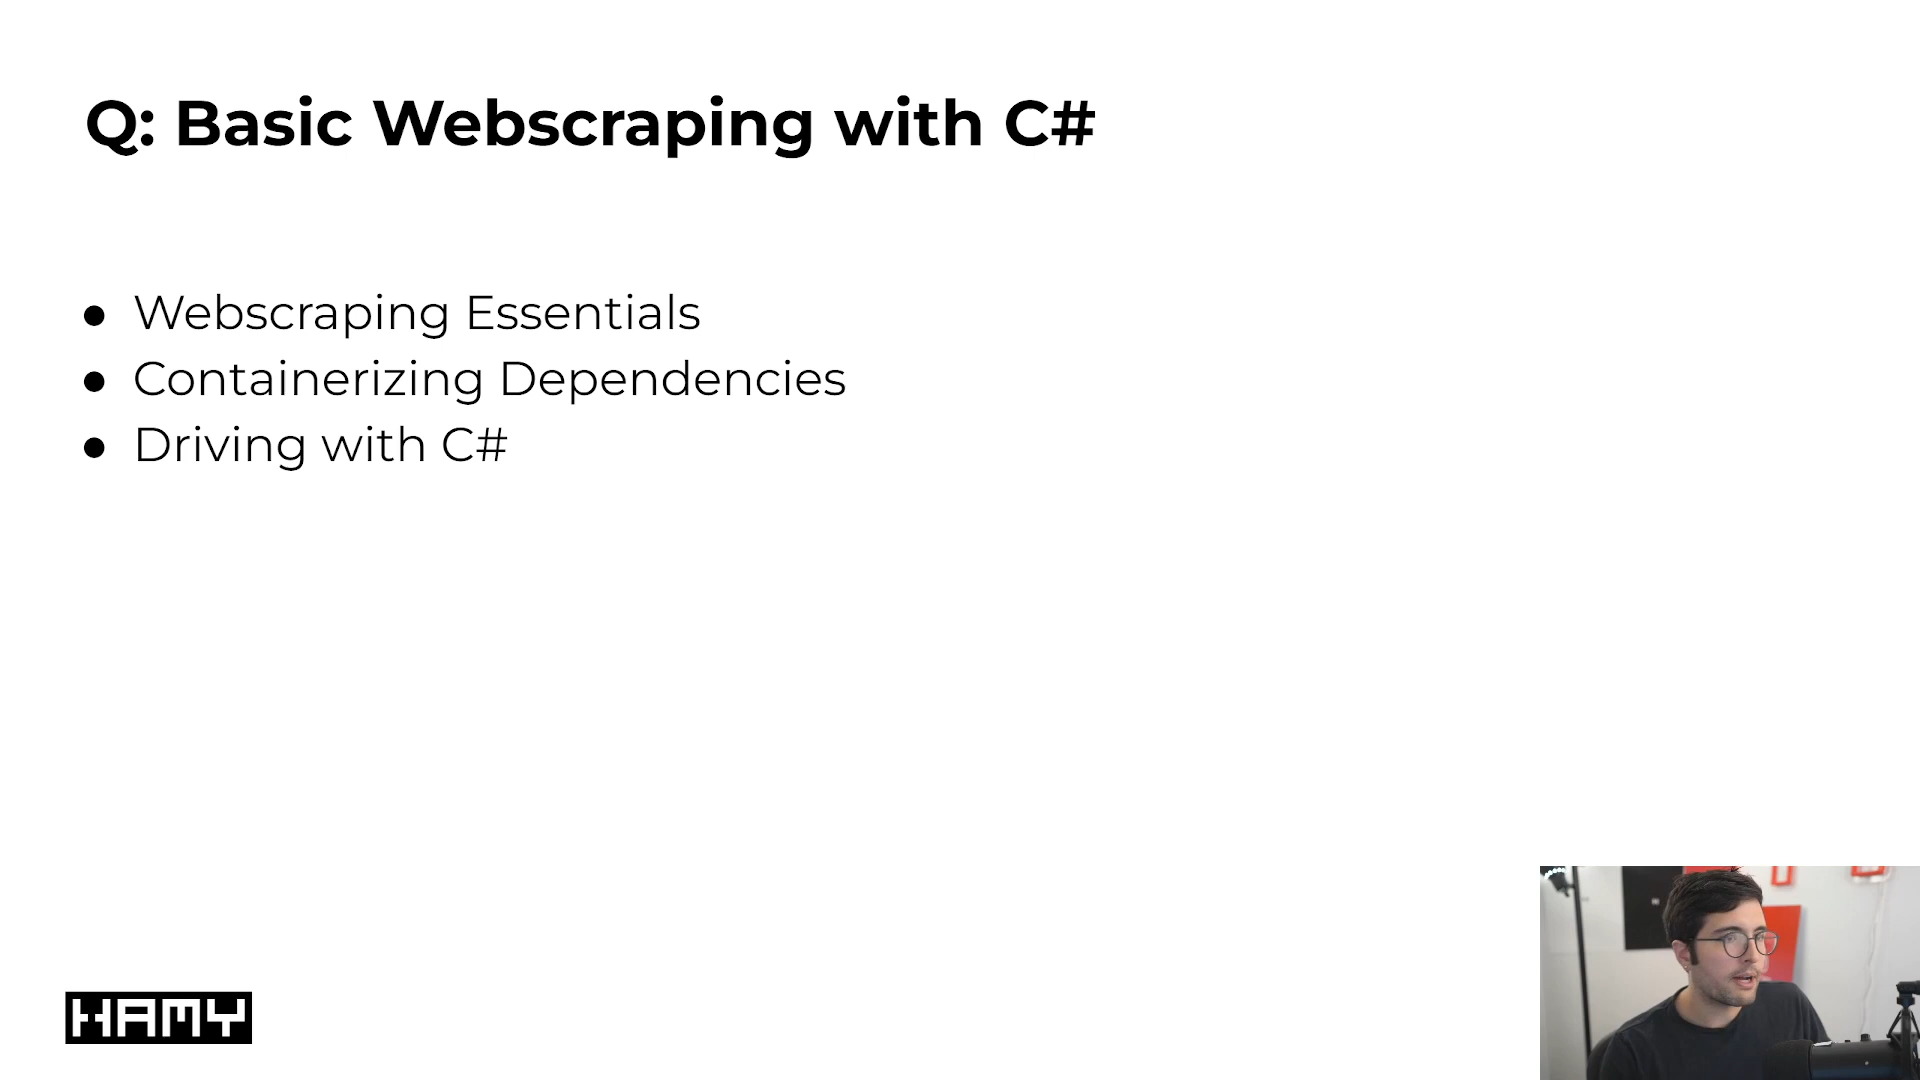 Q: Basic Webscraping with C#
● Webscraping Essentials
● Containerizing Dependencies
● Driving with C#
HAMY